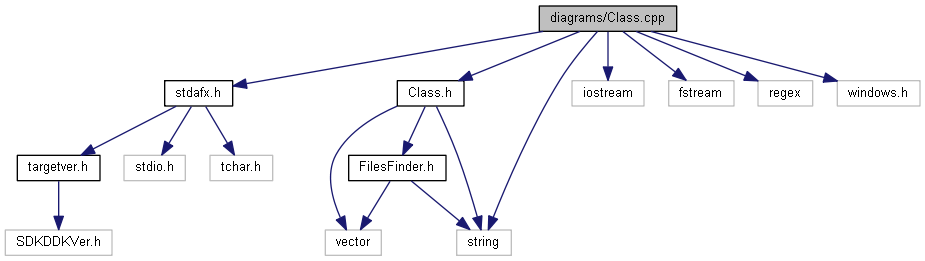 diagrams/Class.cpp
stdafx.h
Class.h
iostream
fstream
regex
windows.h
targetver.h
stdio.h
tchar.h
FilesFinder.h
SDKDDKVer.h
vector
string